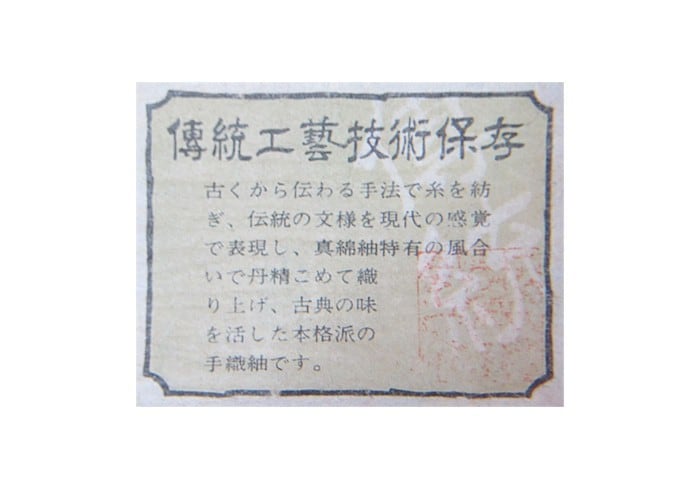 傳統工藝技術保存
古くから伝わる手法で糸を紡
ぎ、伝統の文様を現代の感覚
で表現し、真綿紬特有の風合
いで丹精こめて織
り上げ、古典の味
を活した本格派の
手織紬です。